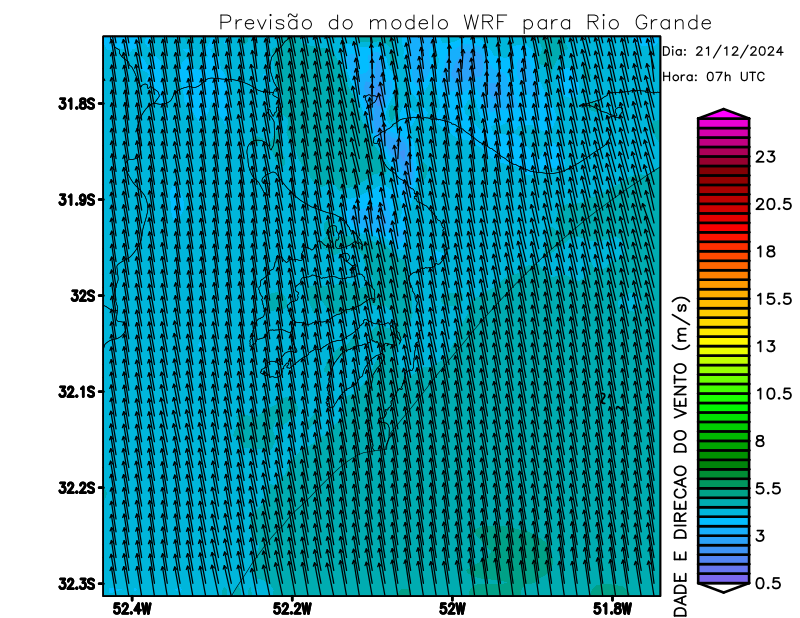 Previsão do modelo WRF para Rio Grande
Dia: 21/12/2024
Hora: 07h UTC
31.8S
31.9S
32S
32.1S
32.2S
32.3S
52.4W
52.2W
52W
51.8W
23
20.5
18
15.5
13
10.5
8
5.5
3
0.5
DADE E DIRECAO DO VENTO (m/s)